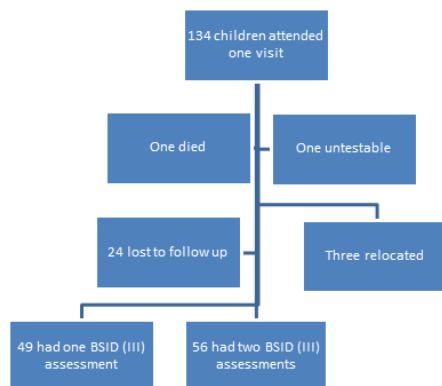 134 children attended
one visit
One died
One untestable
24 lost to follow up
Three relocated
49 had one BSID (III)
assessment
56 had two BSID (III)
assessments